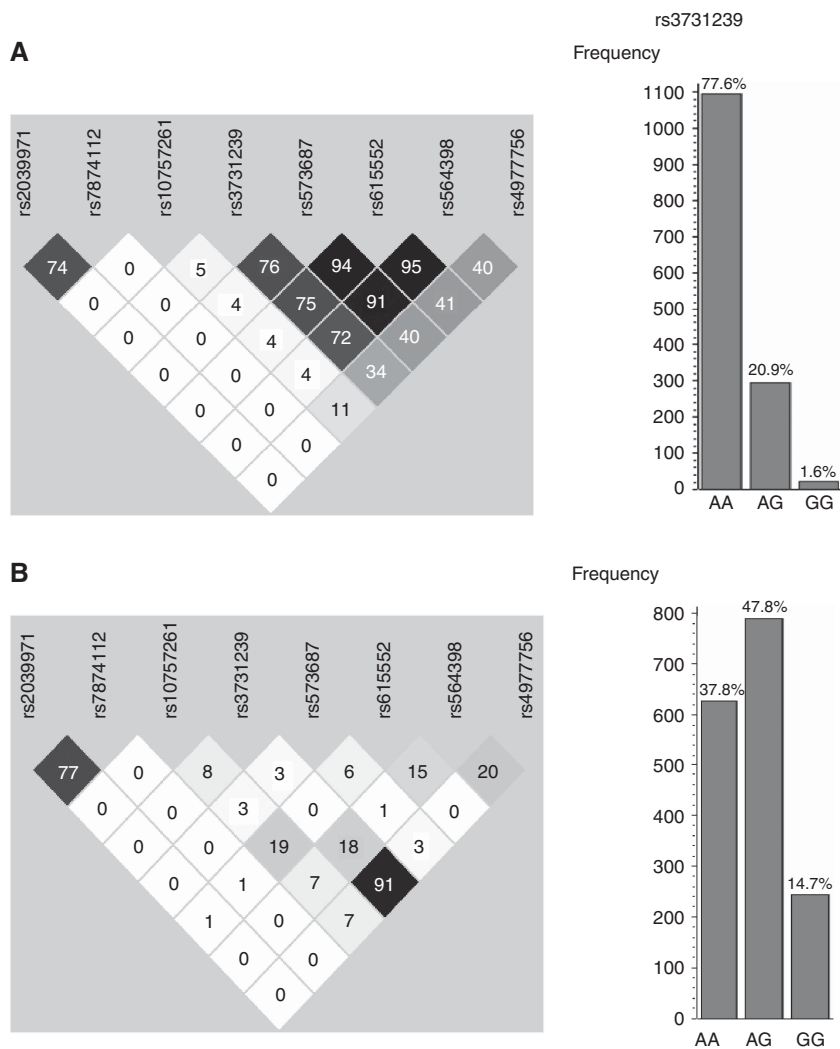 rs3731239
A
Frequency
rs2039971
rs7874112
rs10757261
rs3731239
rs573687
rs615552
rs564398
rs4977756
74 0 5 76 94 95 40
0 0 4 75 91 41
0 0 4 72 40
0 0 4 34
0 0 11
0 0
0
77.6%
20.9%
1.6%
1100
1000
900
800
700
600
500
400
300
200
100
0
AA AG GG
B
Frequency
rs2039971
rs7874112
rs10757261
rs3731239
rs573687
rs615552
rs564398
rs4977756
77 0 8 3 6 15 20
0 0 3 0 1 0
0 0 19 18 3
0 1 7 91
1 0 7
0 0
0
47.8%
37.8%
14.7%
800
700
600
500
400
300
200
100
0
AA AG GG